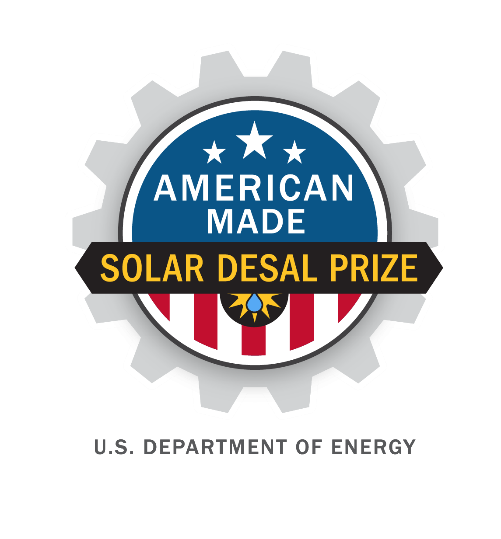 AMERICAN
MADE
SOLAR DESAL PRIZE
U.S. DEPARTMENT OF ENERGY